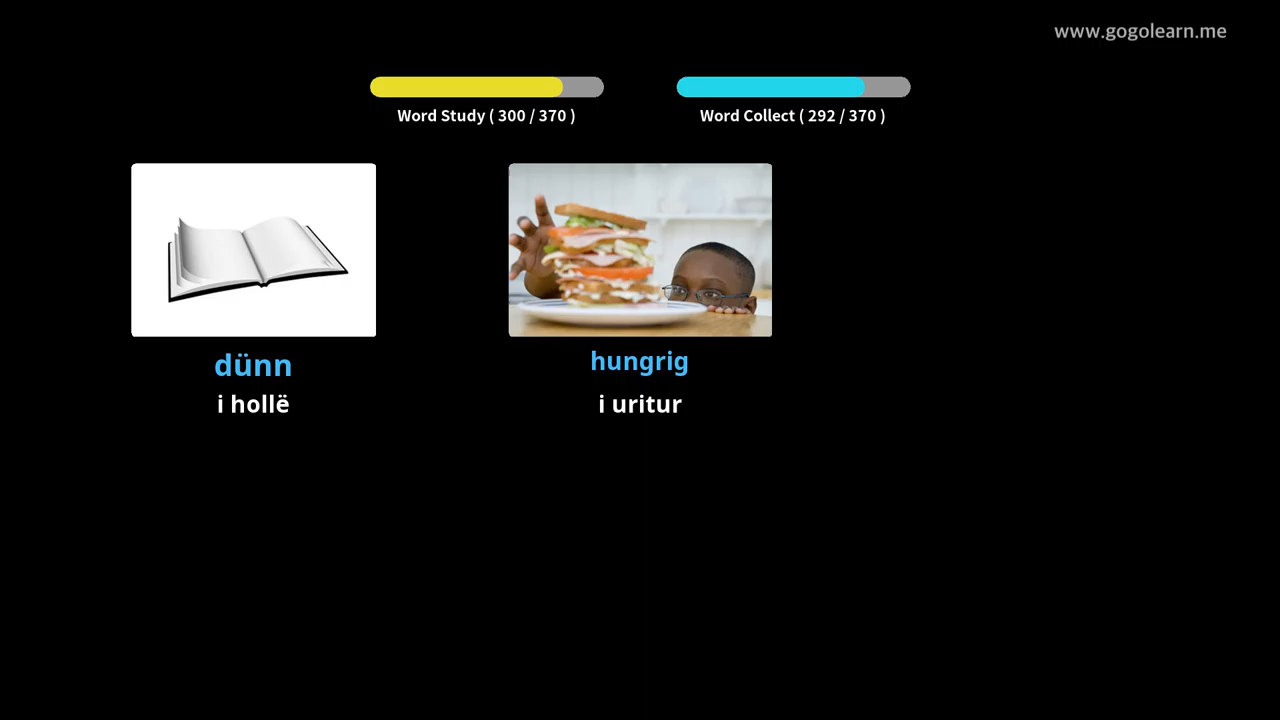 www.gogolearn.me
Word Study ( 300 / 370 )
Word Collect ( 292 / 370 )
dünn
i hollë
hungrig
i uritur